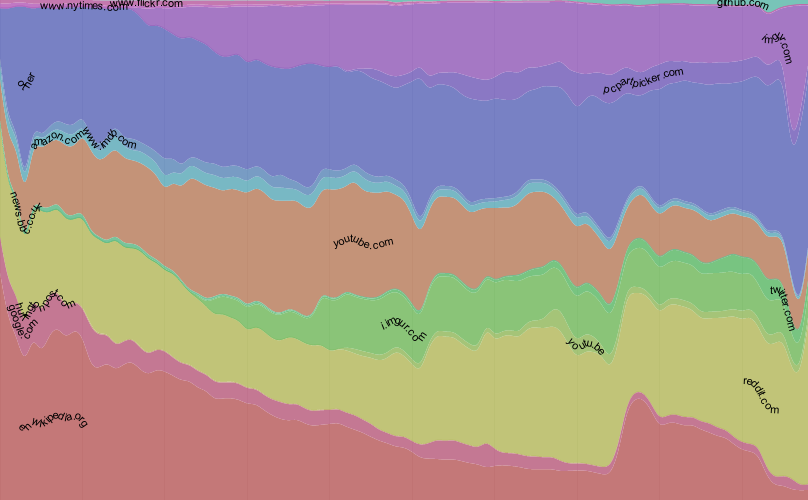 www.nytimes.com
www.flickr.com
github.com
imgur.com
pcpartpicker.com
other
amazon.com
www.imdb.com
news.bbc.co.uk
youtube.com
twitter.com
huffingtonpost.com
google.com
i.imgur.com
youtu.be
reddit.com
en.wikipedia.org